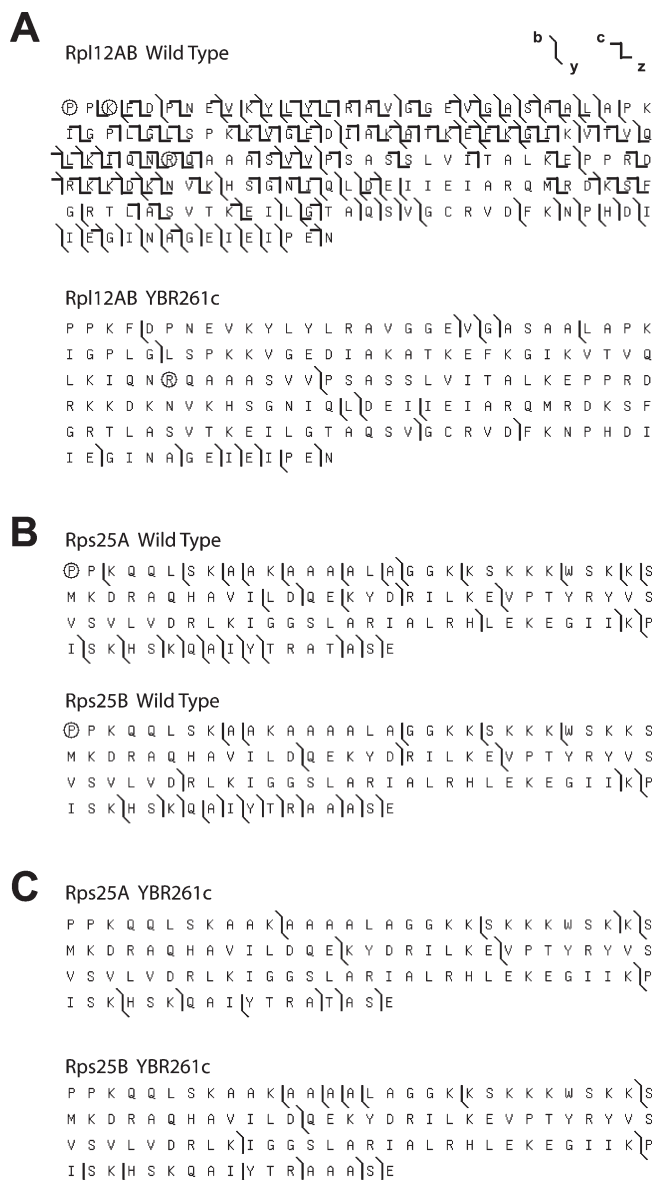 A
Rpl12AB Wild Type
b c
y z
P P K F D P N E V K Y L Y L R A V G G E V G A S A A L A P K
I G P L G L S P K K V G E D I A K A T K E F K G I K V T V Q
L K I Q N R Q A A A S V V P S A S S L V I T A L K E P P R D
R K K D K N V K H S G N I Q L D E I I E I A R Q M R D K S F
G R T L A S V T K E I L G T A Q S V G C R V D F K N P H D I
I E G I N A G E I E I P E N
Rpl12AB YBR261c
P P K F D P N E V K Y L Y L R A V G G E V G A S A A L A P K
I G P L G L S P K K V G E D I A K A T K E F K G I K V T V Q
L K I Q N R Q A A A S V V P S A S S L V I T A L K E P P R D
R K K D K N V K H S G N I Q L D E I I E I A R Q M R D K S F
G R T L A S V T K E I L G T A Q S V G C R V D F K N P H D I
I E G I N A G E I E I P E N
B
Rps25A Wild Type
P P K Q Q L S K A A K A A A A L A G G K K S K K K W S K K S
M K D R A Q H A V I L D Q E K Y D R I L K E V P T Y R Y V S
V S V L V D R L K I G G S L A R I A L R H L E K E G I I K P
I S K H S K Q A I Y T R A T A S E
Rps25B Wild Type
P P K Q Q L S K A A K A A A A L A G G K K S K K K W S K K S
M K D R A Q H A V I L D Q E K Y D R I L K E V P T Y R Y V S
V S V L V D R L K I G G S L A R I A L R H L E K E G I I K P
I S K H S K Q A I Y T R A A A S E
C
Rps25A YBR261c
P P K Q Q L S K A A K A A A A L A G G K K S K K K W S K K S
M K D R A Q H A V I L D Q E K Y D R I L K E V P T Y R Y V S
V S V L V D R L K I G G S L A R I A L R H L E K E G I I K P
I S K H S K Q A I Y T R A T A S E
Rps25B YBR261c
P P K Q Q L S K A A K A A A A L A G G K K S K K K W S K K S
M K D R A Q H A V I L D Q E K Y D R I L K E V P T Y R Y V S
V S V L V D R L K I G G S L A R I A L R H L E K E G I I K P
I S K H S K Q A I Y T R A A A S E